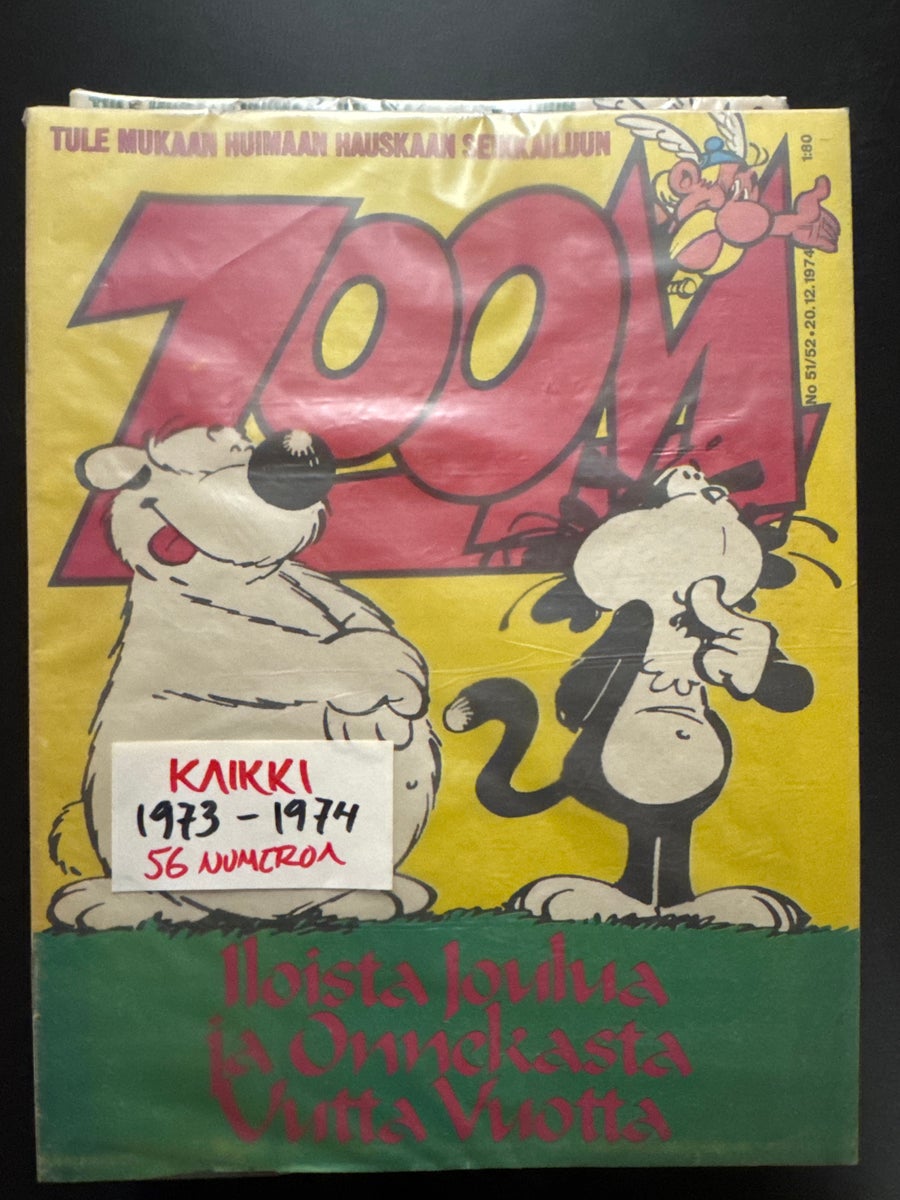 TULE MUKAAN HUIMAAN HAUSKAAN SEIKKAILUUN
ZOOM
1:80
No 51/52 • 20.12.1974
KAIKKI
1973 - 1974
56 NUMEROA
Iloista Joulua
ja Onnekasta
Uutta Vuotta